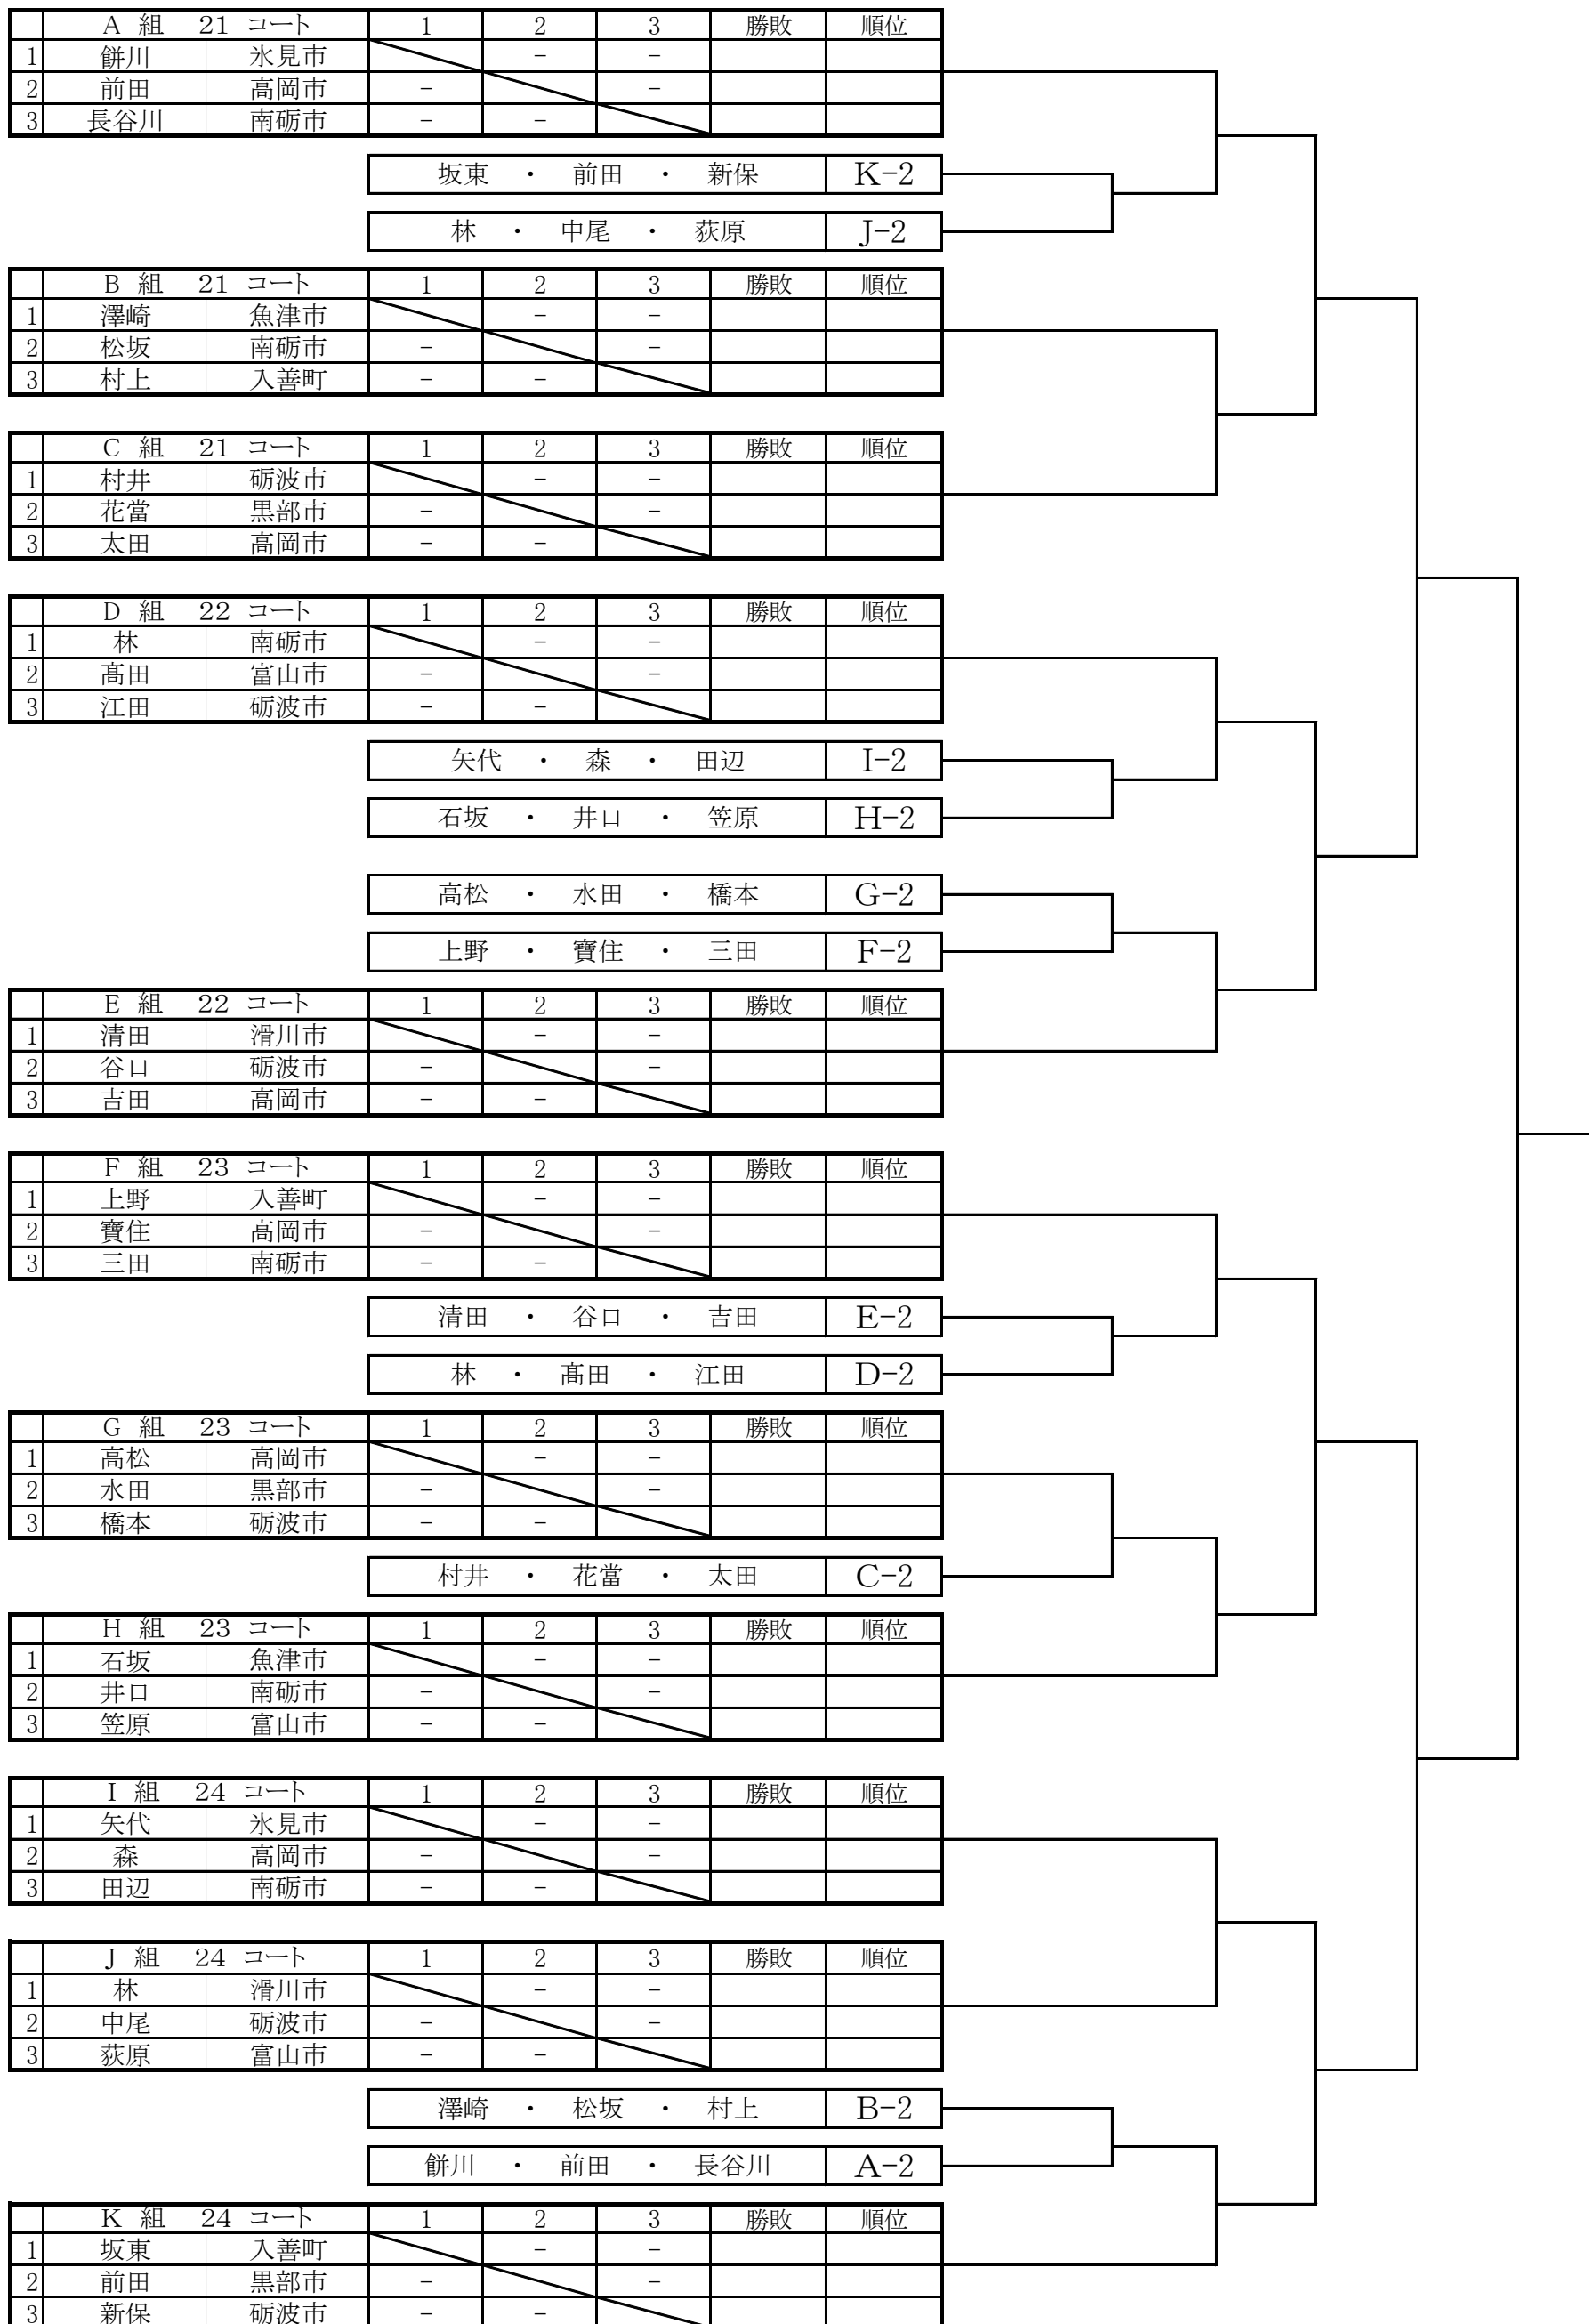 A 組 21 コート 1 2 3 勝敗 順位
1 餅川 氷見市 - -
2 前田 高岡市 - -
3 長谷川 南砺市 - -
坂東 ・ 前田 ・ 新保 K-2
林 ・ 中尾 ・ 荻原 J-2
B 組 21 コート 1 2 3 勝敗 順位
1 澤崎 魚津市 - -
2 松坂 南砺市 - -
3 村上 入善町 - -
C 組 21 コート 1 2 3 勝敗 順位
1 村井 砺波市 - -
2 花當 黒部市 - -
3 太田 高岡市 - -
D 組 22 コート 1 2 3 勝敗 順位
1 林 南砺市 - -
2 髙田 富山市 - -
3 江田 砺波市 - -
矢代 ・ 森 ・ 田辺 I-2
石坂 ・ 井口 ・ 笠原 H-2
高松 ・ 水田 ・ 橋本 G-2
上野 ・ 寶住 ・ 三田 F-2
E 組 22 コート 1 2 3 勝敗 順位
1 清田 滑川市 - -
2 谷口 砺波市 - -
3 吉田 高岡市 - -
F 組 23 コート 1 2 3 勝敗 順位
1 上野 入善町 - -
2 寶住 高岡市 - -
3 三田 南砺市 - -
清田 ・ 谷口 ・ 吉田 E-2
林 ・ 髙田 ・ 江田 D-2
G 組 23 コート 1 2 3 勝敗 順位
1 高松 高岡市 - -
2 水田 黒部市 - -
3 橋本 砺波市 - -
村井 ・ 花當 ・ 太田 C-2
H 組 23 コート 1 2 3 勝敗 順位
1 石坂 魚津市 - -
2 井口 南砺市 - -
3 笠原 富山市 - -
I 組 24 コート 1 2 3 勝敗 順位
1 矢代 氷見市 - -
2 森 高岡市 - -
3 田辺 南砺市 - -
J 組 24 コート 1 2 3 勝敗 順位
1 林 滑川市 - -
2 中尾 砺波市 - -
3 荻原 富山市 - -
澤崎 ・ 松坂 ・ 村上 B-2
餅川 ・ 前田 ・ 長谷川 A-2
K 組 24 コート 1 2 3 勝敗 順位
1 坂東 入善町 - -
2 前田 黒部市 - -
3 新保 砺波市 - -